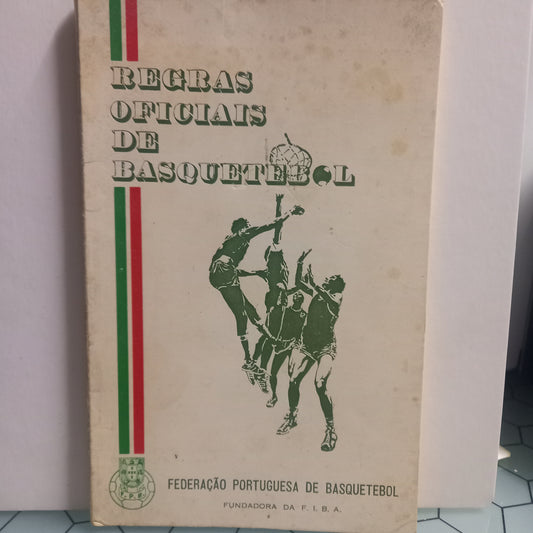 REGRAS
OFICIAIS
DE
BASQUETEBOL
FEDERAÇÃO PORTUGUESA DE BASQUETEBOL
FUNDADORA DA F. I. B. A.